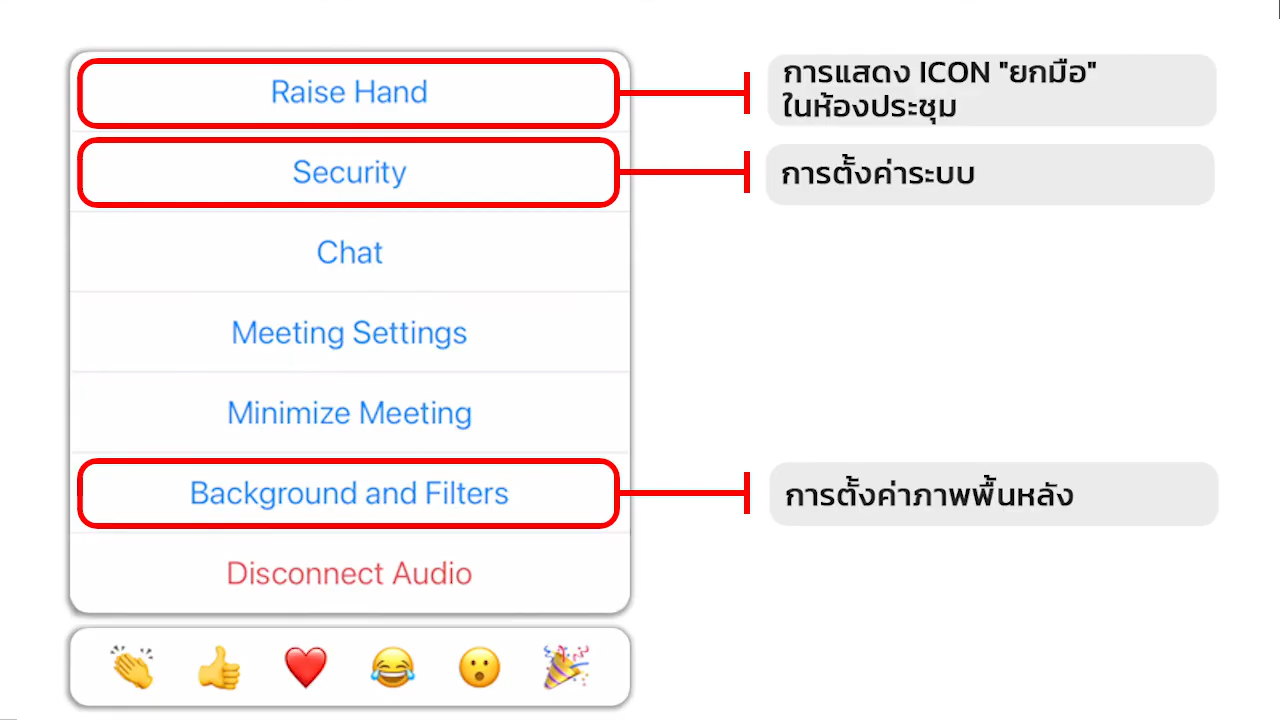 Raise Hand
การแสดง ICON "ยกมือ"
ในห้องประชุม
Security
การตั้งค่าระบบ
Chat
Meeting Settings
Minimize Meeting
Background and Filters
การตั้งค่าภาพพื้นหลัง
Disconnect Audio